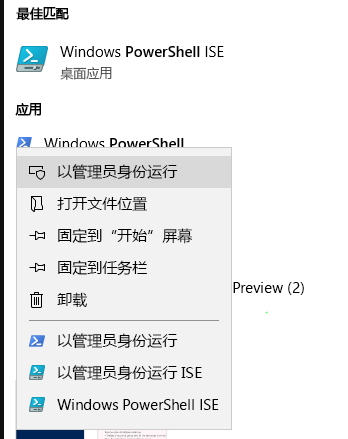 最佳匹配
Windows PowerShell ISE
桌面应用
应用
Windows PowerShell
以管理员身份运行
打开文件位置
固定到“开始”屏幕
固定到任务栏
卸载
Preview (2)
以管理员身份运行
以管理员身份运行 ISE
Windows PowerShell ISE